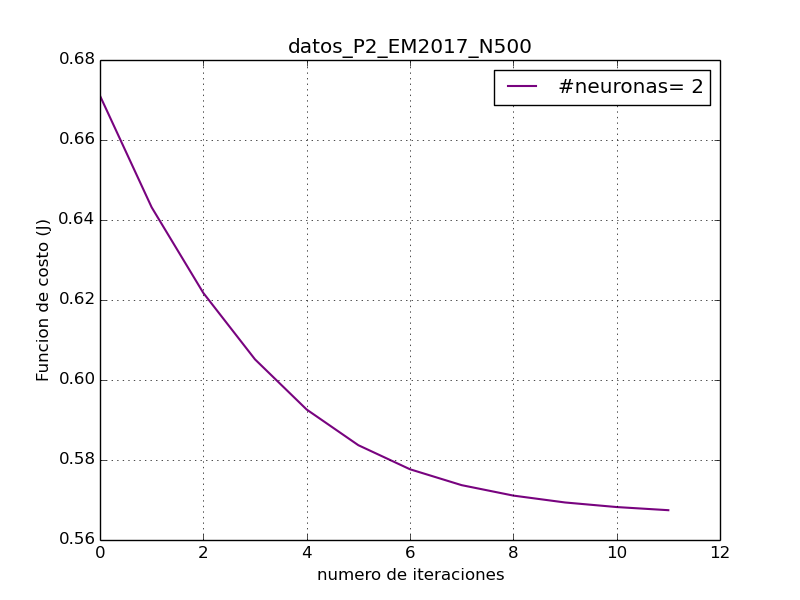 datos_P2_EM2017_N500
#neuronas= 2
Funcion de costo (J)
0.68
0.66
0.64
0.62
0.60
0.58
0.56
0 2 4 6 8 10 12
numero de iteraciones